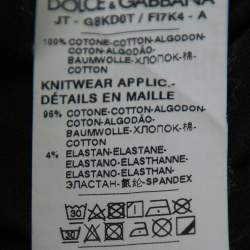 DOLCE & GABBANA
JT - G8KD0T / FI7K4 - A
100% COTONE-COTTON-ALGODON-
COTON-ALGODÃO-
BAUMWOLLE-ХЛОПОК-棉-
COTTON
KNITWEAR APPLIC.-
DÉTAILS EN MAILLE
96% COTONE-COTTON-ALGODON-
COTON-ALGODÃO-
BAUMWOLLE-ХЛОПОК-棉-
COTTON
4% ELASTAN-ELASTANE-
ELASTANO-ELASTHANNE-
ELASTANO-ELASTHAN-
ЭЛАСТАН-氨纶-SPANDEX